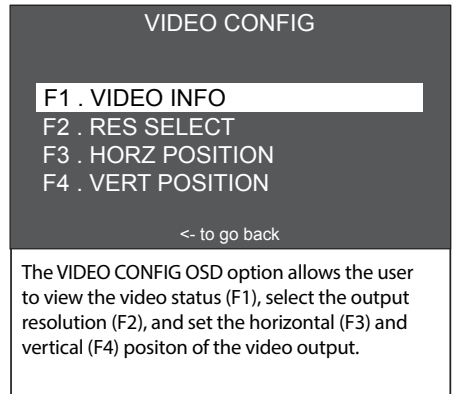 VIDEO CONFIG
F1 . VIDEO INFO
F2 . RES SELECT
F3 . HORZ POSITION
F4 . VERT POSITION
<- to go back
The VIDEO CONFIG OSD option allows the user
to view the video status (F1), select the output
resolution (F2), and set the horizontal (F3) and
vertical (F4) positon of the video output.